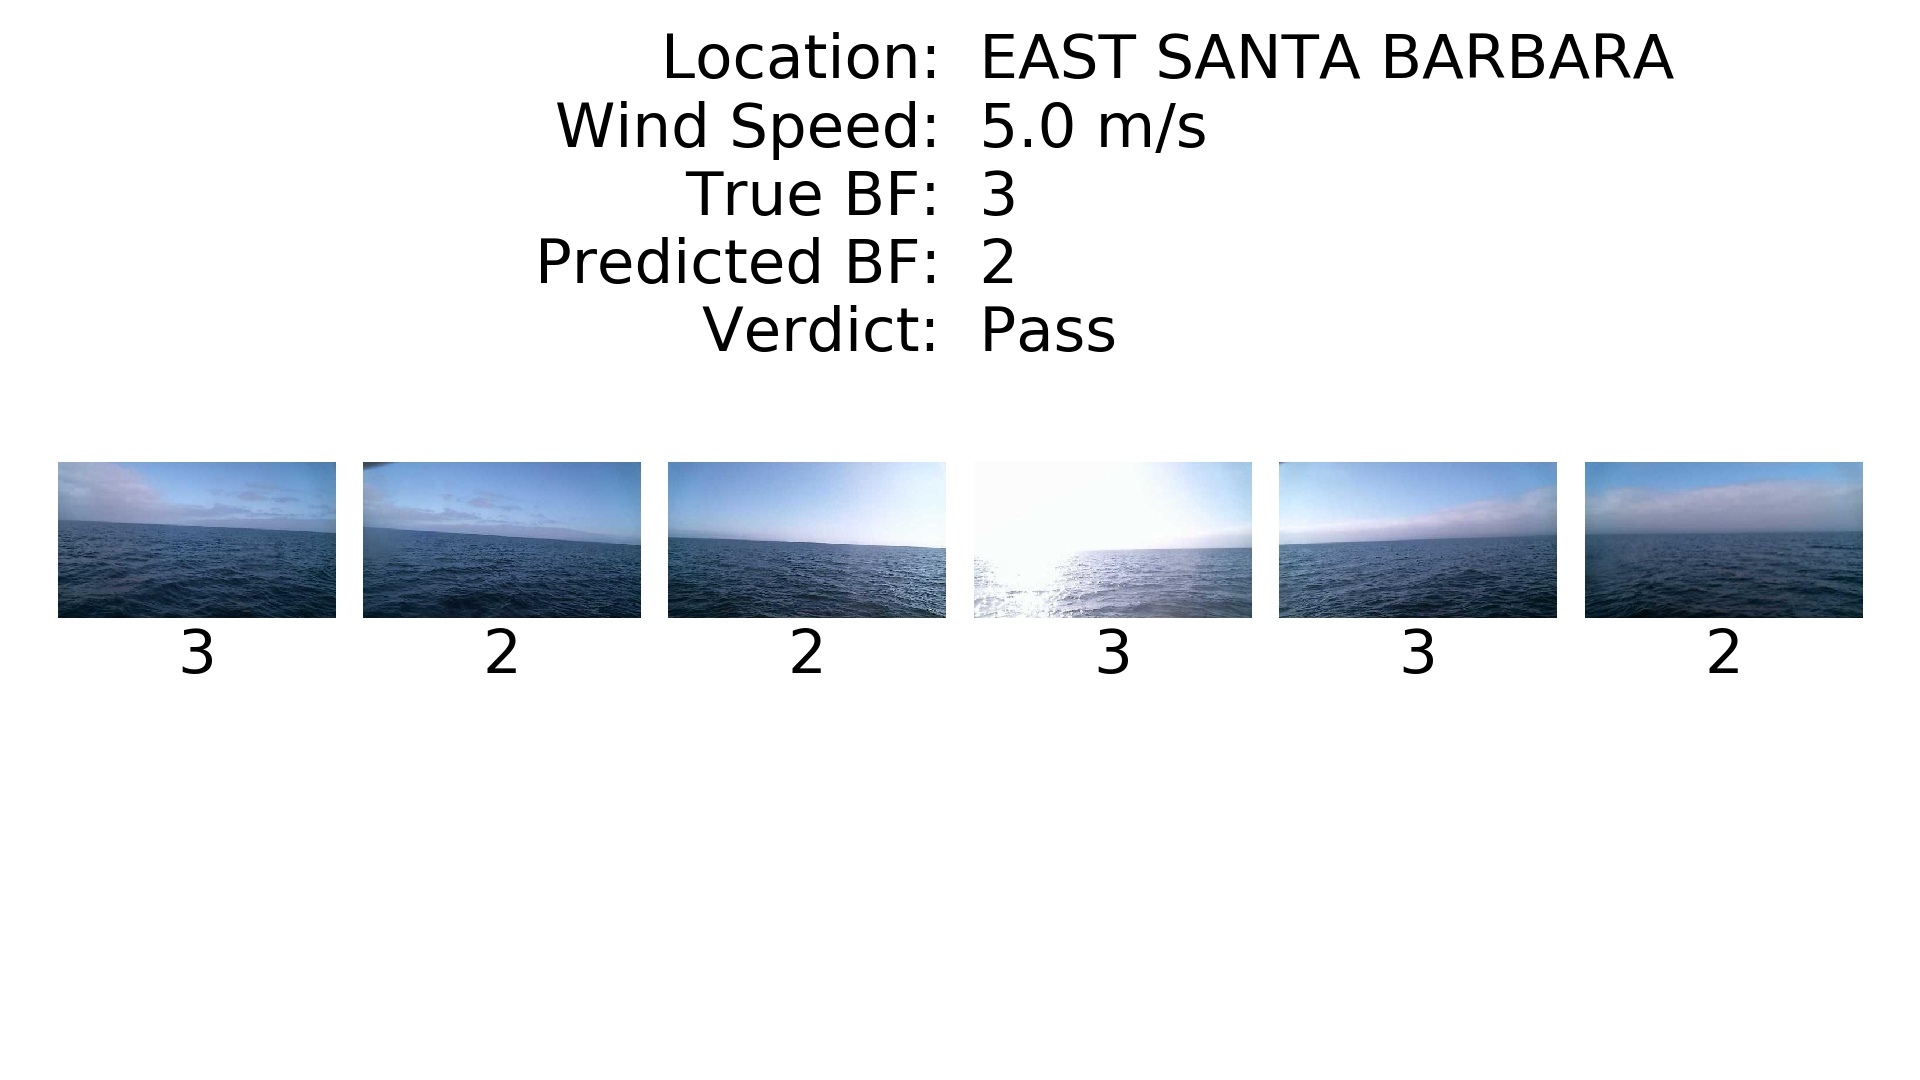 Location: EAST SANTA BARBARA
Wind Speed: 5.0 m/s
True BF: 3
Predicted BF: 2
Verdict: Pass
3 2 2 3 3 2